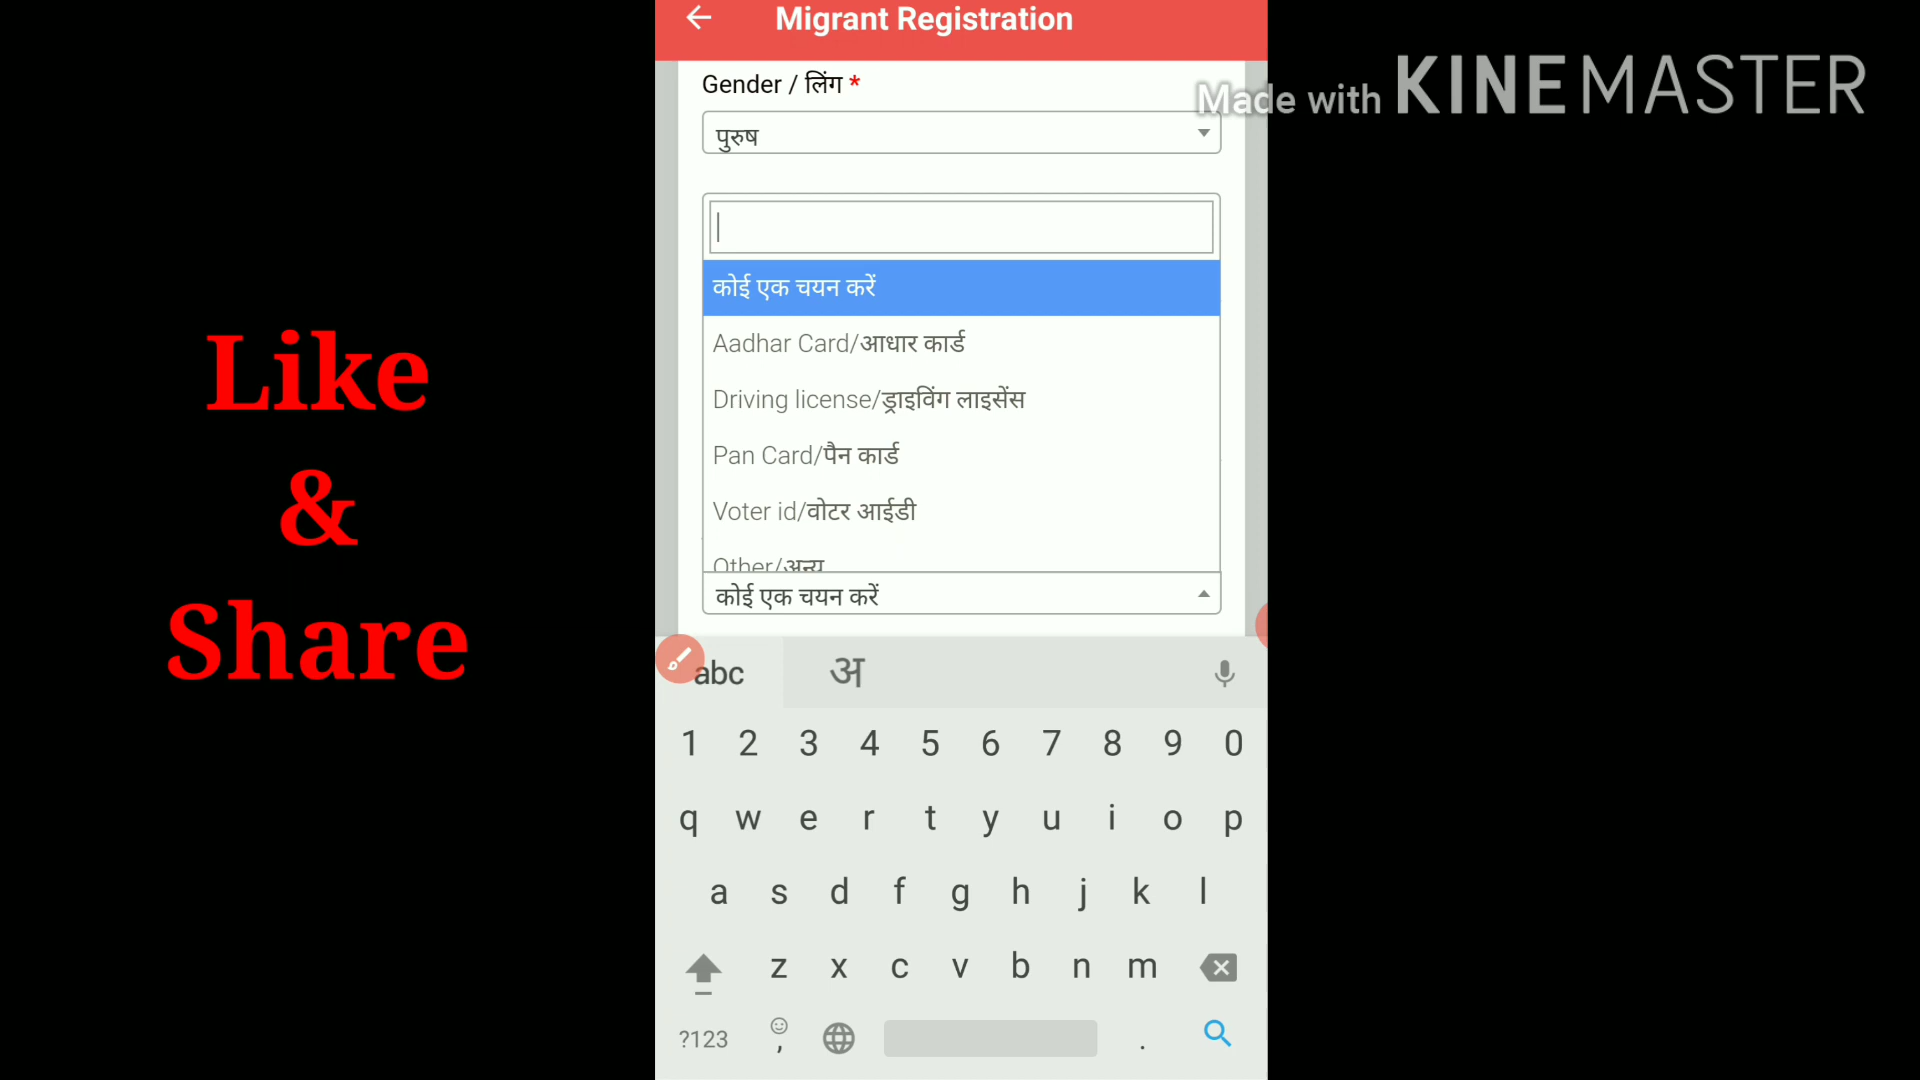 Migrant Registration
Gender / लिंग *
Made with KINEMASTER
पुरुष
कोई एक चयन करें
Aadhar Card/आधार कार्ड
Driving license/ड्राइविंग लाइसेंस
Pan Card/पैन कार्ड
Voter id/वोटर आईडी
Other/अन्य
कोई एक चयन करें
Like
&
Share
abc अ
1 2 3 4 5 6 7 8 9 0
q w e r t y u i o p
a s d f g h j k l
z x c v b n m
?123 , .